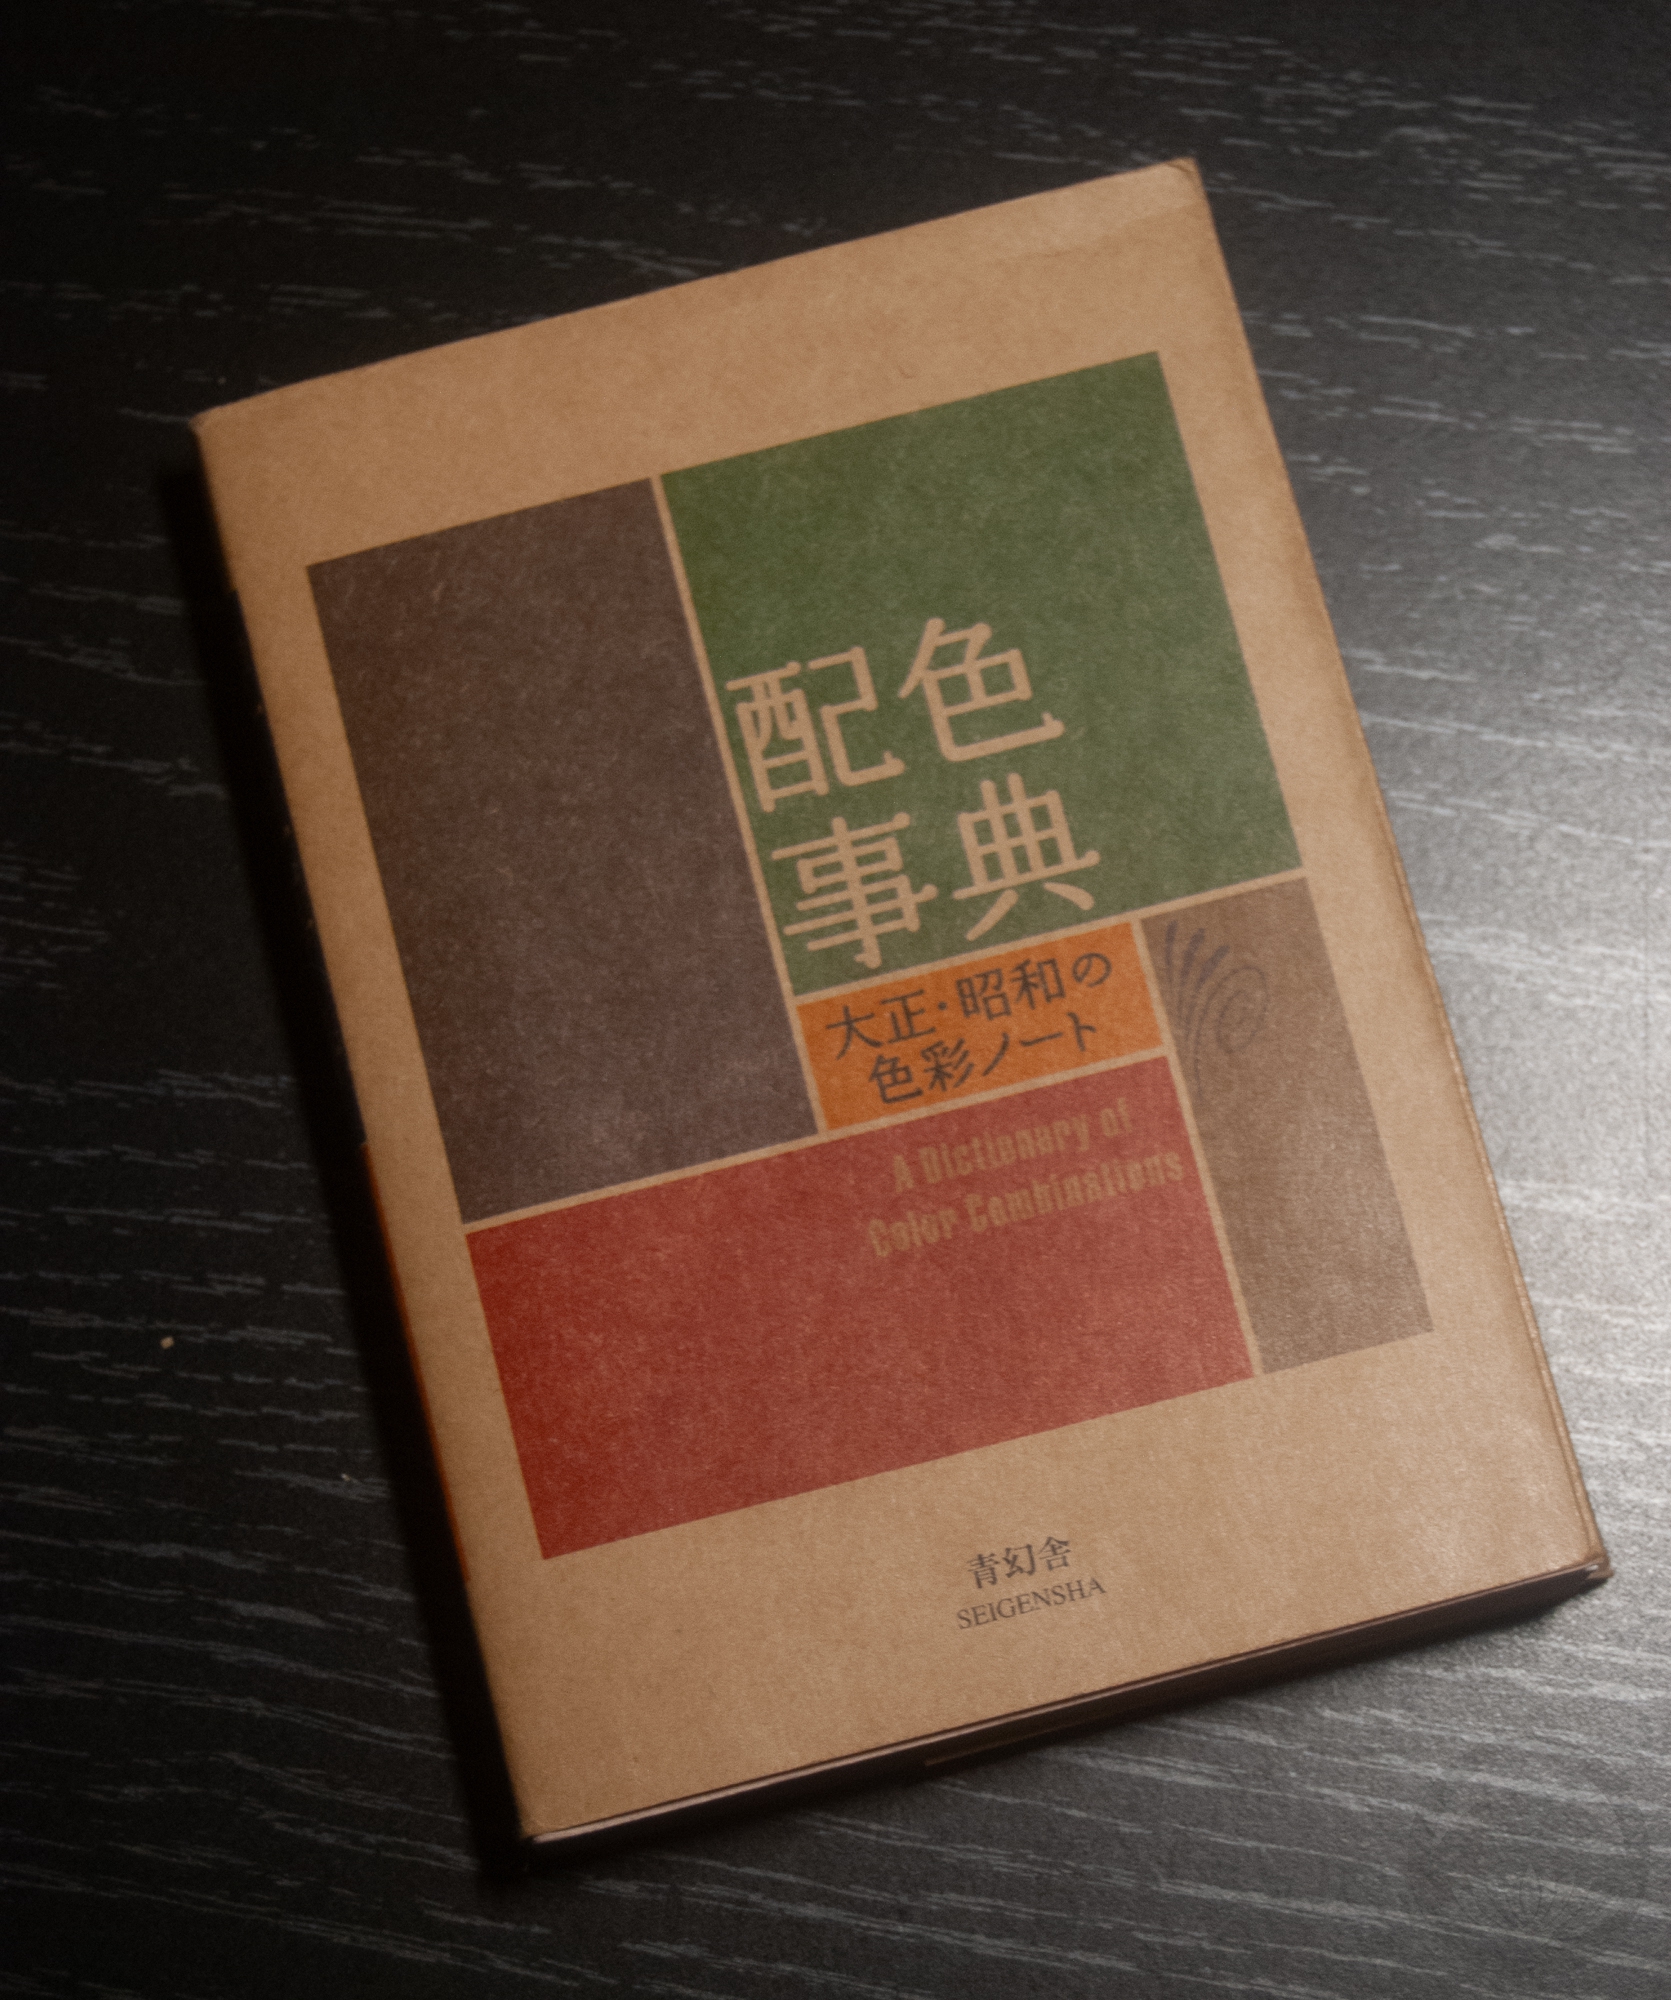 配色
事典
大正・昭和の
色彩ノート
A Dictionary of
Color Combinations
青幻舎
SEIGENSHA